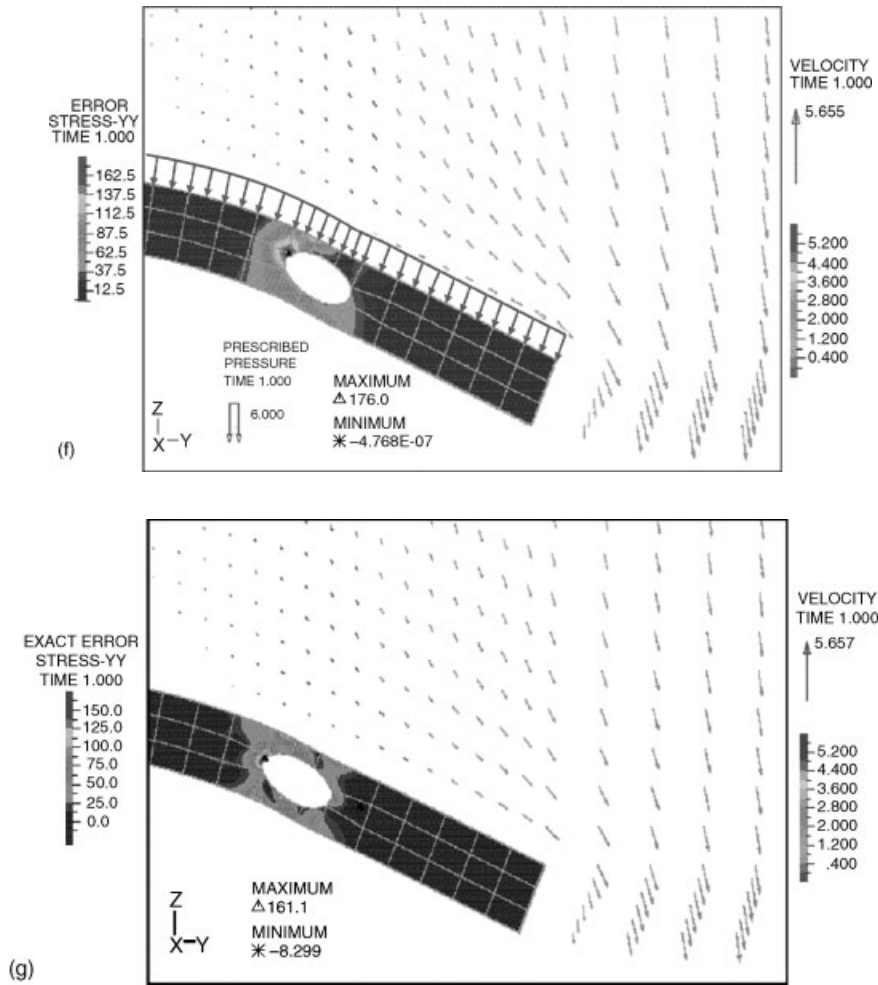 ERROR
STRESS-YY
TIME 1.000
162.5
137.5
112.5
87.5
62.5
37.5
12.5
VELOCITY
TIME 1.000
5.655
5.200
4.400
3.600
2.800
2.000
1.200
0.400
PRESCRIBED
PRESSURE
TIME 1.000
6.000
MAXIMUM
△ 176.0
MINIMUM
✳ −4.768E-07
Z
X–Y
(f)
EXACT ERROR
STRESS-YY
TIME 1.000
150.0
125.0
100.0
75.0
50.0
25.0
0.0
VELOCITY
TIME 1.000
5.657
5.200
4.400
3.600
2.800
2.000
1.200
.400
MAXIMUM
△ 161.1
MINIMUM
✳ −8.299
Z
X–Y
(g)